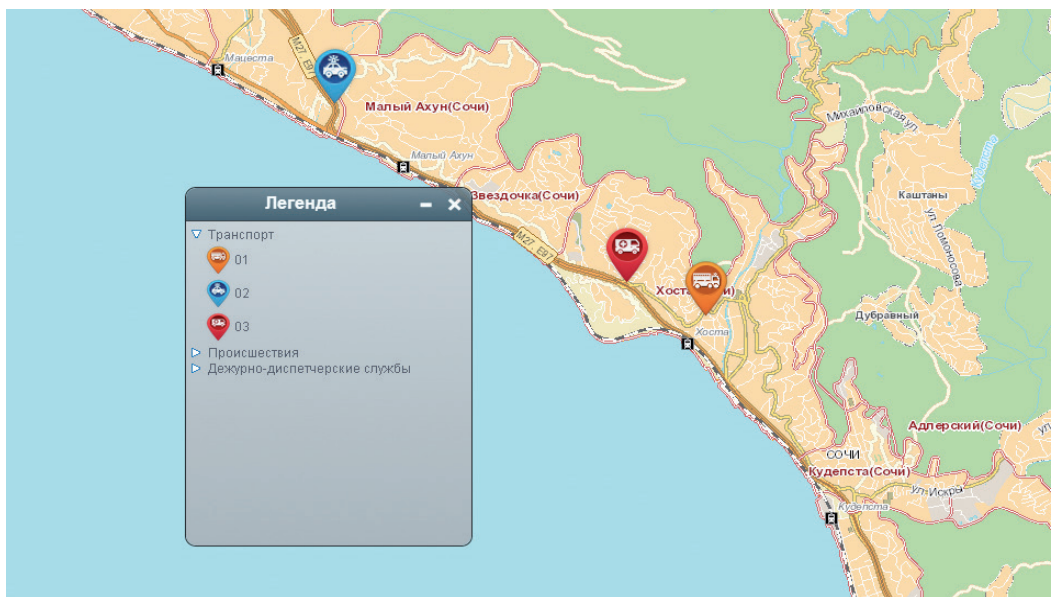 Мацеста
М27 Е97
Малый Ахун(Сочи)
Малый Ахун
Звездочка(Сочи)
М27 Е97
Михайловская ул.
Кудепста
Каштаны
ул Ломоносова
Дубравный
Хоста
Адлерский(Сочи)
СОЧИ
Кудепста(Сочи)
ул Искры
Кудепста
Легенда
Транспорт
01
02
03
Происшествия
Дежурно-диспетчерские службы